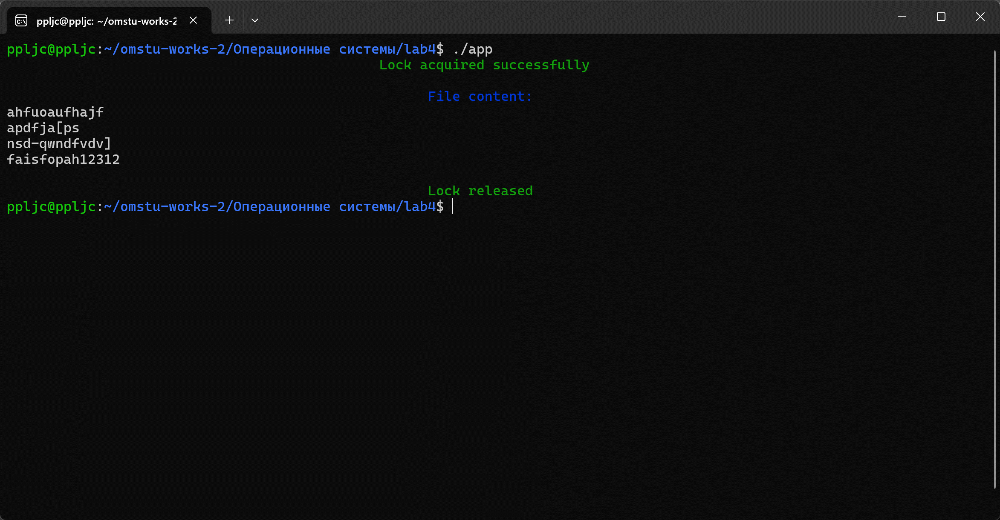 ppljc@ppljc: ~/omstu-works-2
ppljc@ppljc:~/omstu-works-2/Операционные системы/lab4$ ./app
Lock acquired successfully
File content:
ahfuoaufhajf
apdfja[ps
nsd-qwndfvdv]
faisfopah12312
Lock released
ppljc@ppljc:~/omstu-works-2/Операционные системы/lab4$